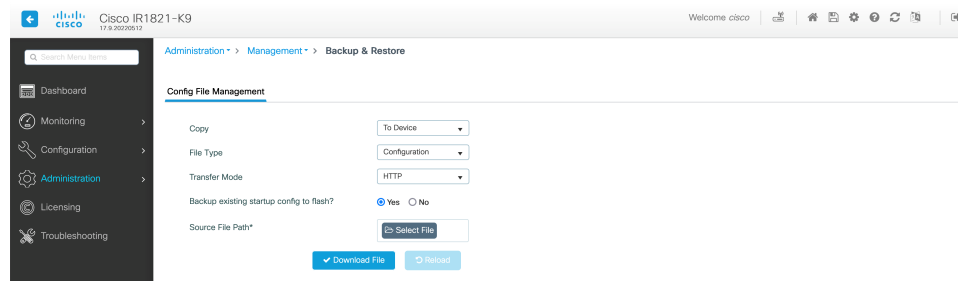 CISCO
Cisco IR1821-K9
17.9.20220512
Welcome cisco
Search Menu Items
Administration > Management > Backup & Restore
Dashboard
Config File Management
Monitoring
Copy To Device
Configuration
File Type Configuration
Administration
Transfer Mode HTTP
Licensing
Backup existing startup config to flash? Yes No
Troubleshooting
Source File Path* Select File
Download File Reload